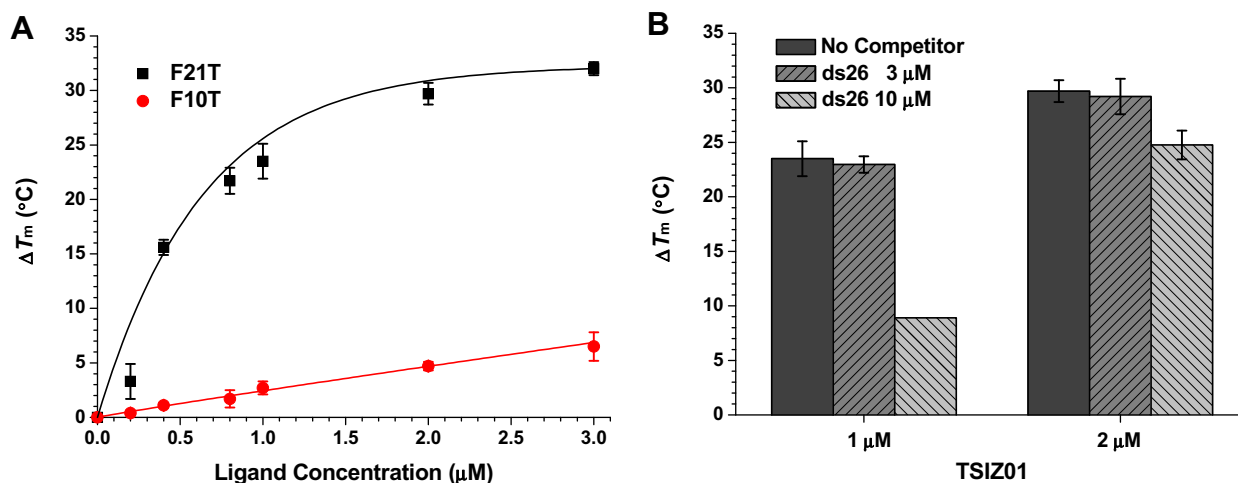 A
35
30
25
20
15
10
5
0
ΔTm (°C)
F21T
F10T
0.0 0.5 1.0 1.5 2.0 2.5 3.0
Ligand Concentration (μM)
B
35
30
25
20
15
10
5
0
ΔTm (°C)
No Competitor
ds26 3 μM
ds26 10 μM
1 μM 2 μM
TSIZ01